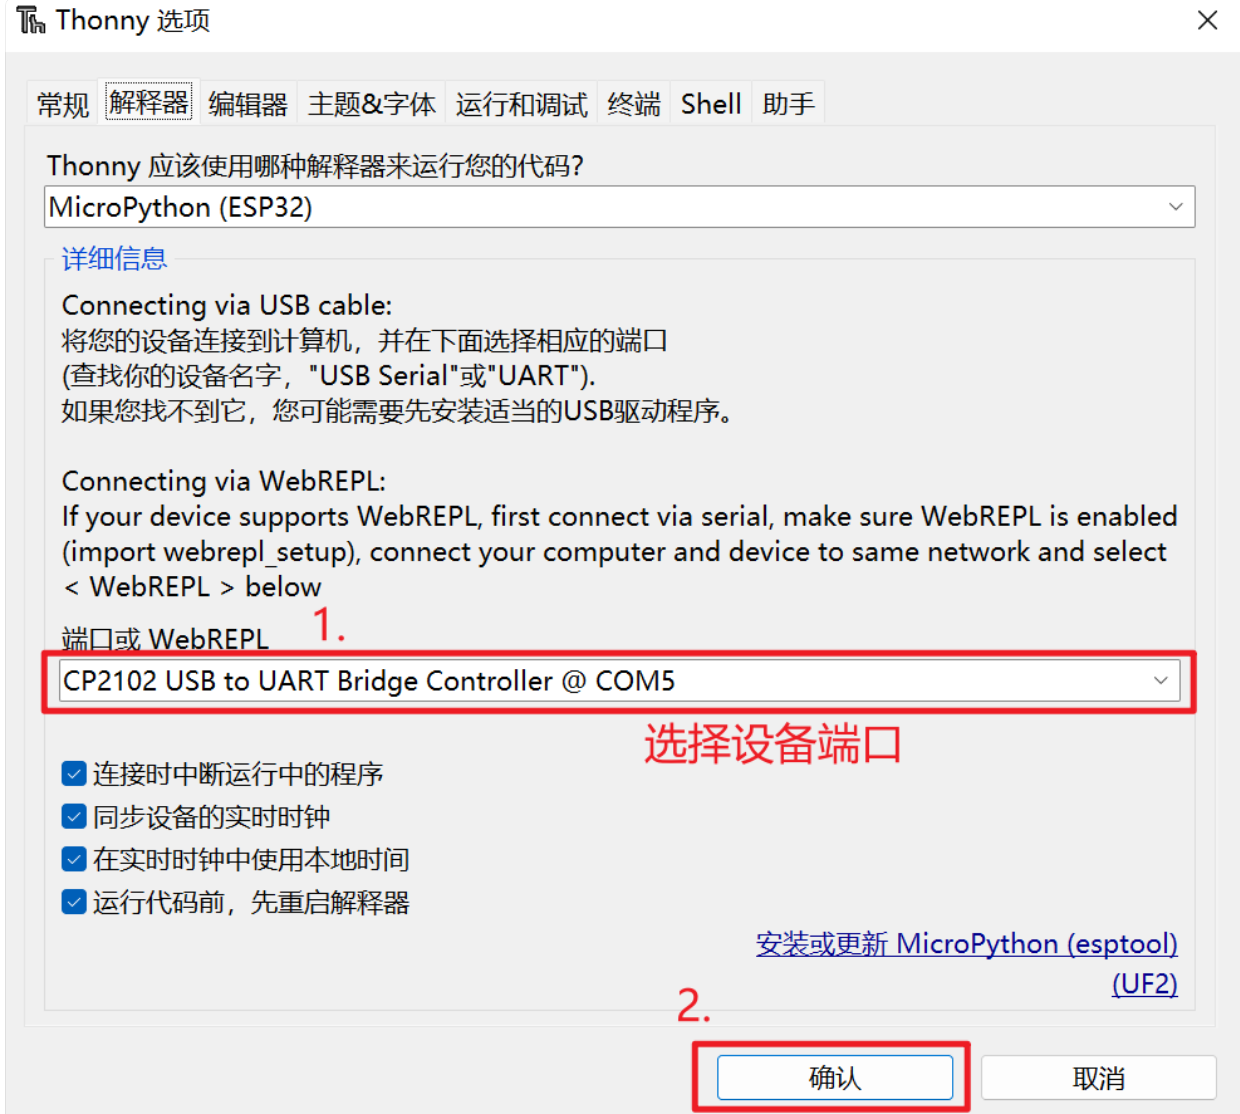 Thonny 选项
常规 解释器 编辑器 主题&字体 运行和调试 终端 Shell 助手
Thonny 应该使用哪种解释器来运行您的代码?
MicroPython (ESP32)
详细信息
Connecting via USB cable:
将您的设备连接到计算机，并在下面选择相应的端口
(查找你的设备名字，"USB Serial"或"UART").
如果您找不到它，您可能需要先安装适当的USB驱动程序。
Connecting via WebREPL:
If your device supports WebREPL, first connect via serial, make sure WebREPL is enabled
(import webrepl_setup), connect your computer and device to same network and select
< WebREPL > below
端口或 WebREPL
1.
CP2102 USB to UART Bridge Controller @ COM5
选择设备端口
连接时中断运行中的程序
同步设备的实时时钟
在实时时钟中使用本地时间
运行代码前，先重启解释器
安装或更新 MicroPython (esptool)
(UF2)
2.
确认 取消